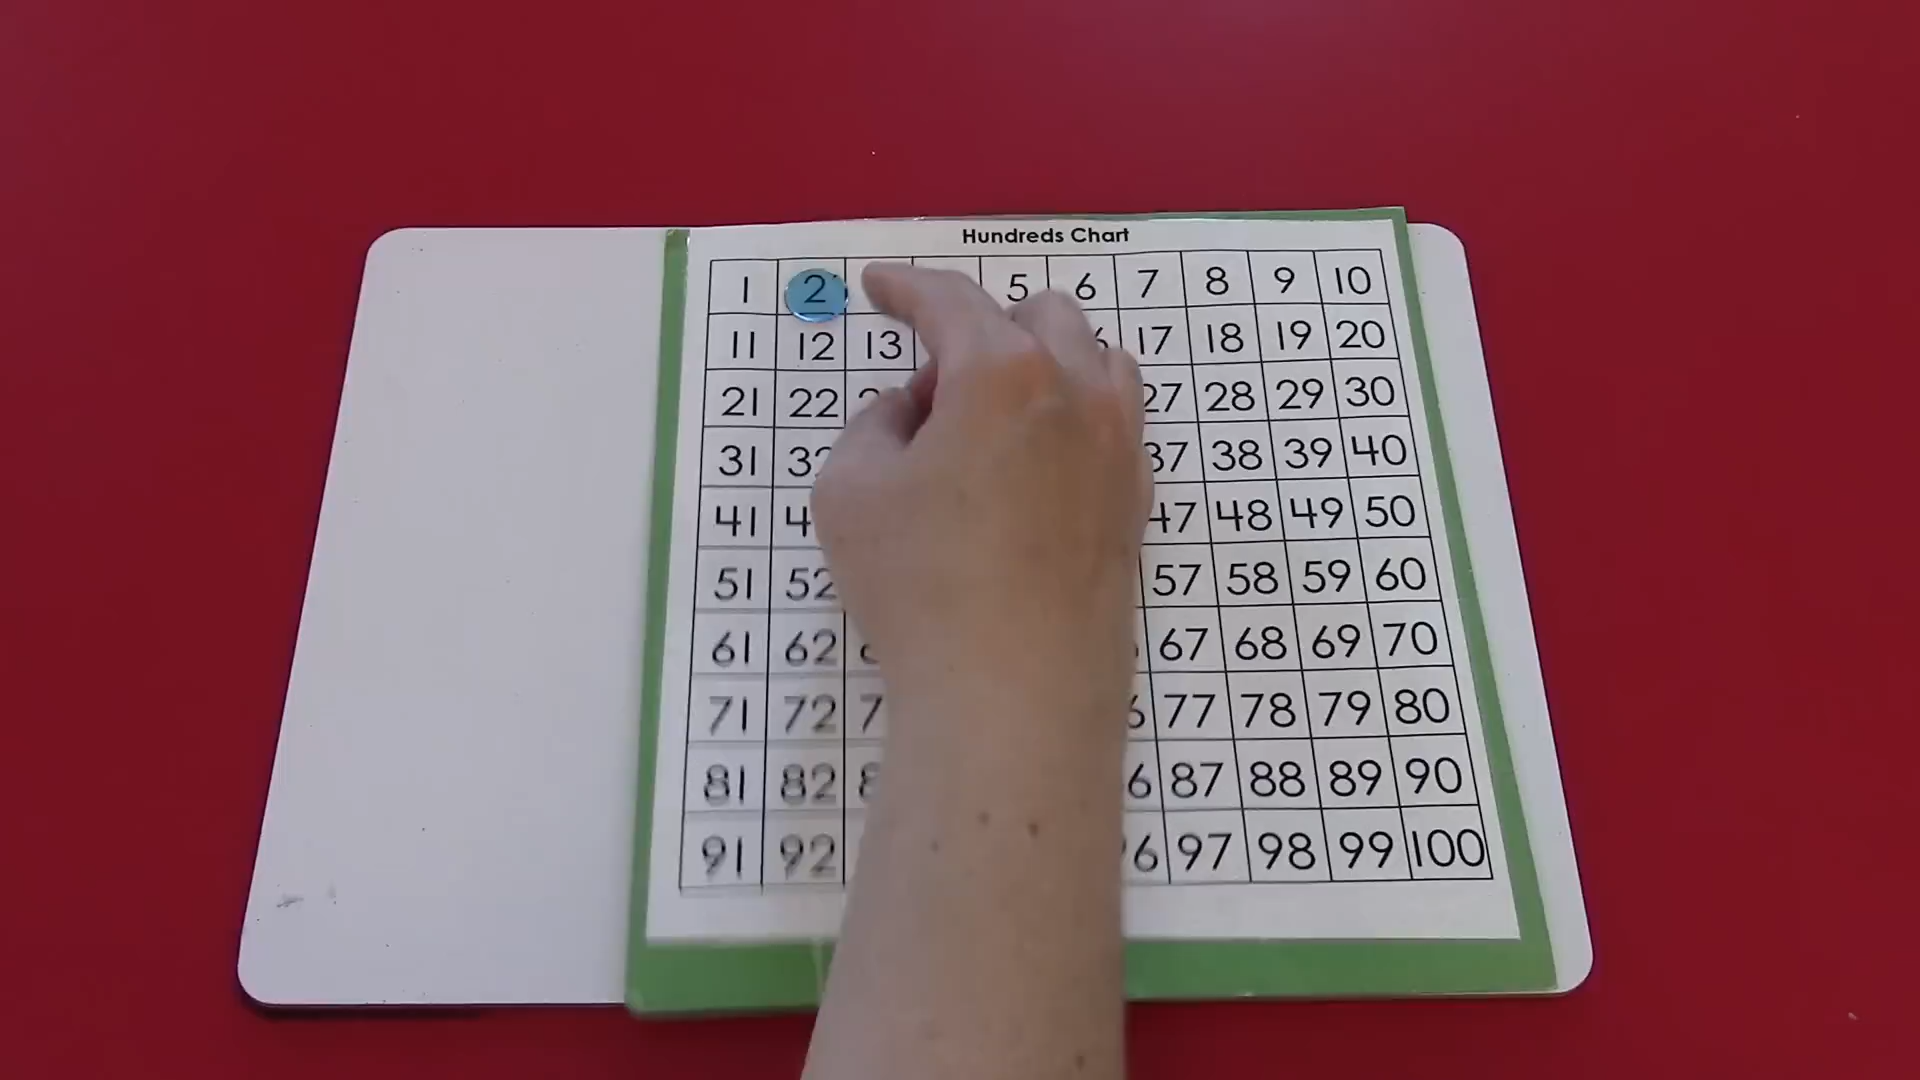 Hundreds Chart
1 2 5 6 7 8 9 10
11 12 13 17 18 19 20
21 22 27 28 29 30
31 32 37 38 39 40
41 47 48 49 50
51 52 57 58 59 60
61 62 67 68 69 70
71 72 77 78 79 80
81 82 87 88 89 90
91 92 97 98 99 100